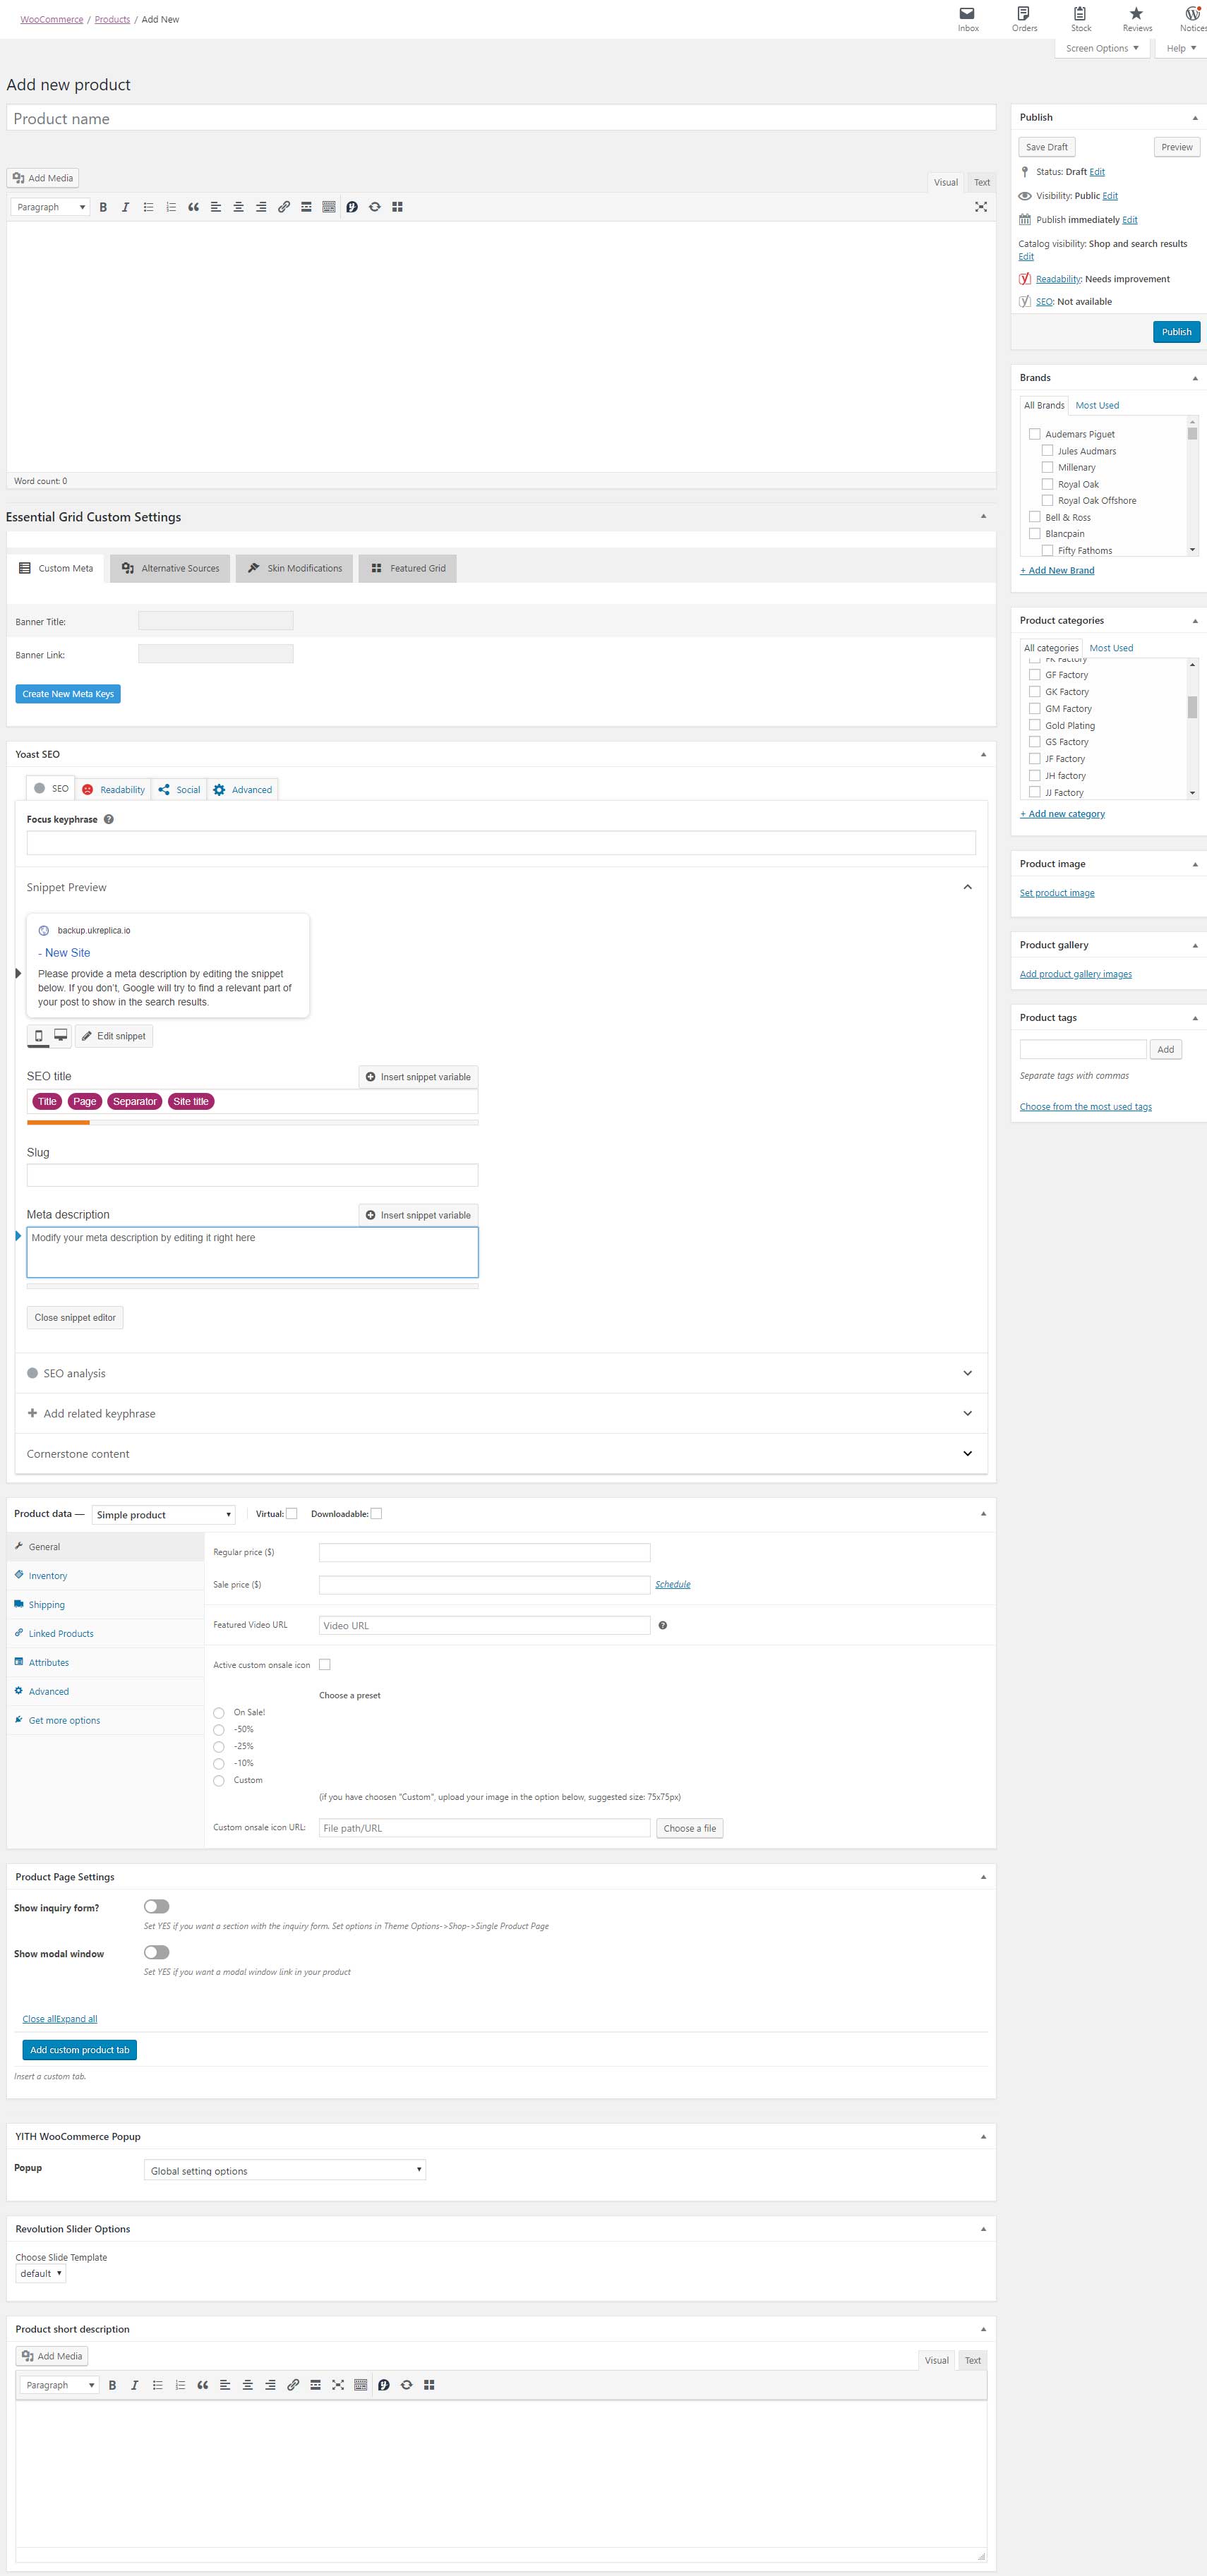 WooCommerce / Products / Add New
Inbox
Orders
Stock
Reviews
Notices
Screen Options
Help
Add new product
Product name
Add Media
Visual
Text
Paragraph
Word count: 0
Essential Grid Custom Settings
Custom Meta
Alternative Sources
Skin Modifications
Featured Grid
Banner Title:
Banner Link:
Create New Meta Keys
Yoast SEO
SEO
Readability
Social
Advanced
Focus keyphrase
Snippet Preview
backup.ukreplica.io
- New Site
Please provide a meta description by editing the snippet
below. If you don't, Google will try to find a relevant part of
your post to show in the search results.
Edit snippet
SEO title
Insert snippet variable
Title Page Separator Site title
Slug
Meta description
Insert snippet variable
Modify your meta description by editing it right here
Close snippet editor
SEO analysis
Add related keyphrase
Cornerstone content
Product data —
Simple product
Virtual:
Downloadable:
General
Inventory
Shipping
Linked Products
Attributes
Advanced
Get more options
Regular price ($)
Sale price ($)
Schedule
Featured Video URL
Video URL
Active custom onsale icon
Choose a preset
On Sale!
-50%
-25%
-10%
Custom
(if you have choosen "Custom", upload your image in the option below, suggested size: 75x75px)
Custom onsale icon URL:
File path/URL
Choose a file
Product Page Settings
Show inquiry form?
Set YES if you want a section with the inquiry form. Set options in Theme Options->Shop->Single Product Page
Show modal window
Set YES if you want a modal window link in your product
Close allExpand all
Add custom product tab
Insert a custom tab.
YITH WooCommerce Popup
Popup
Global setting options
Revolution Slider Options
Choose Slide Template
default
Product short description
Add Media
Visual
Text
Paragraph
Publish
Save Draft
Preview
Status: Draft Edit
Visibility: Public Edit
Publish immediately Edit
Catalog visibility: Shop and search results
Edit
Readability: Needs improvement
SEO: Not available
Publish
Brands
All Brands
Most Used
Audemars Piguet
Jules Audmars
Millenary
Royal Oak
Royal Oak Offshore
Bell & Ross
Blancpain
Fifty Fathoms
+ Add New Brand
Product categories
All categories
Most Used
GF Factory
GK Factory
GM Factory
Gold Plating
GS Factory
JF Factory
JH factory
JJ Factory
+ Add new category
Product image
Set product image
Product gallery
Add product gallery images
Product tags
Add
Separate tags with commas
Choose from the most used tags